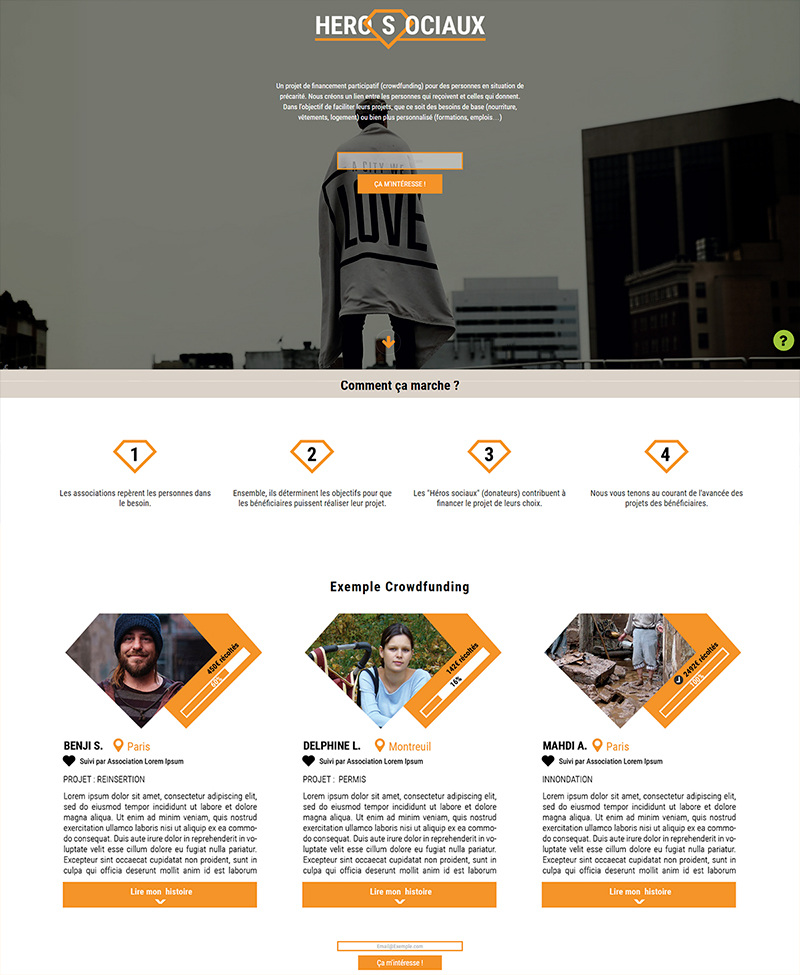 HERO S OCIAUX
Un projet de financement participatif (crowdfunding) pour des personnes en situation de
précarité. Nous créons un lien entre les personnes qui reçoivent et celles qui donnent.
Dans l'objectif de faciliter leurs projets, que ce soit des besoins de base (nourriture,
vêtements, logement) ou bien plus personnalisé (formations, emplois...)
A CITY WE
ÇA M'INTÉRESSE !
LOVE
?
Comment ça marche ?
1 2 3 4
Les associations repèrent les personnes dans
le besoin.
Ensemble, ils déterminent les objectifs pour que
les bénéficiaires puissent réaliser leur projet.
Les "Héros sociaux" (donateurs) contribuent à
financer le projet de leurs choix.
Nous vous tenons au courant de l'avancée des
projets des bénéficiaires.
Exemple Crowdfunding
450€ récoltés
60%
BENJI S. Paris
Suivi par Association Lorem Ipsum
PROJET : REINSERTION
Lorem ipsum dolor sit amet, consectetur adipiscing elit,
sed do eiusmod tempor incididunt ut labore et dolore
magna aliqua. Ut enim ad minim veniam, quis nostrud
exercitation ullamco laboris nisi ut aliquip ex ea commo-
do consequat. Duis aute irure dolor in reprehenderit in vo-
luptate velit esse cillum dolore eu fugiat nulla pariatur.
Excepteur sint occaecat cupidatat non proident, sunt in
culpa qui officia deserunt mollit anim id est laborum
Lire mon histoire
142€ récoltés
16%
DELPHINE L. Montreuil
Suivi par Association Lorem Ipsum
PROJET : PERMIS
Lorem ipsum dolor sit amet, consectetur adipiscing elit,
sed do eiusmod tempor incididunt ut labore et dolore
magna aliqua. Ut enim ad minim veniam, quis nostrud
exercitation ullamco laboris nisi ut aliquip ex ea commo-
do consequat. Duis aute irure dolor in reprehenderit in vo-
luptate velit esse cillum dolore eu fugiat nulla pariatur.
Excepteur sint occaecat cupidatat non proident, sunt in
culpa qui officia deserunt mollit anim id est laborum
Lire mon histoire
2492€ récoltés
100%
MAHDI A. Paris
Suivi par Association Lorem Ipsum
INNONDATION
Lorem ipsum dolor sit amet, consectetur adipiscing elit,
sed do eiusmod tempor incididunt ut labore et dolore
magna aliqua. Ut enim ad minim veniam, quis nostrud
exercitation ullamco laboris nisi ut aliquip ex ea commo-
do consequat. Duis aute irure dolor in reprehenderit in vo-
luptate velit esse cillum dolore eu fugiat nulla pariatur.
Excepteur sint occaecat cupidatat non proident, sunt in
culpa qui officia deserunt mollit anim id est laborum
Lire mon histoire
Email@Exemple.com
Ça m'intéresse !